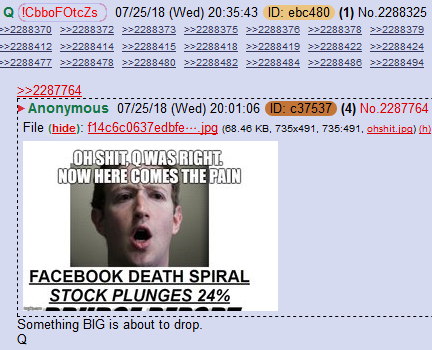 Q !CbboFOtcZs 07/25/18 (Wed) 20:35:43 ID: ebc480 (1) No.2288325
>>2288370 >>2288372 >>2288373 >>2288375 >>2288376 >>2288378 >>2288379
>>2288412 >>2288414 >>2288415 >>2288418 >>2288419 >>2288422 >>2288424
>>2288477 >>2288478 >>2288480 >>2288482 >>2288484 >>2288486 >>2288494
>>2287764
Anonymous 07/25/18 (Wed) 20:01:06 ID: c37537 (4) No.2287764
File (hide): f14c6c0637edbfe⋯.jpg (68.46 KB, 735x491, 735:491, ohshit.jpg) (h)
OH SHIT, Q WAS RIGHT.
NOW HERE COMES THE PAIN
FACEBOOK DEATH SPIRAL
STOCK PLUNGES 24%
DRUDGE REPORT
Something BIG is about to drop.
Q